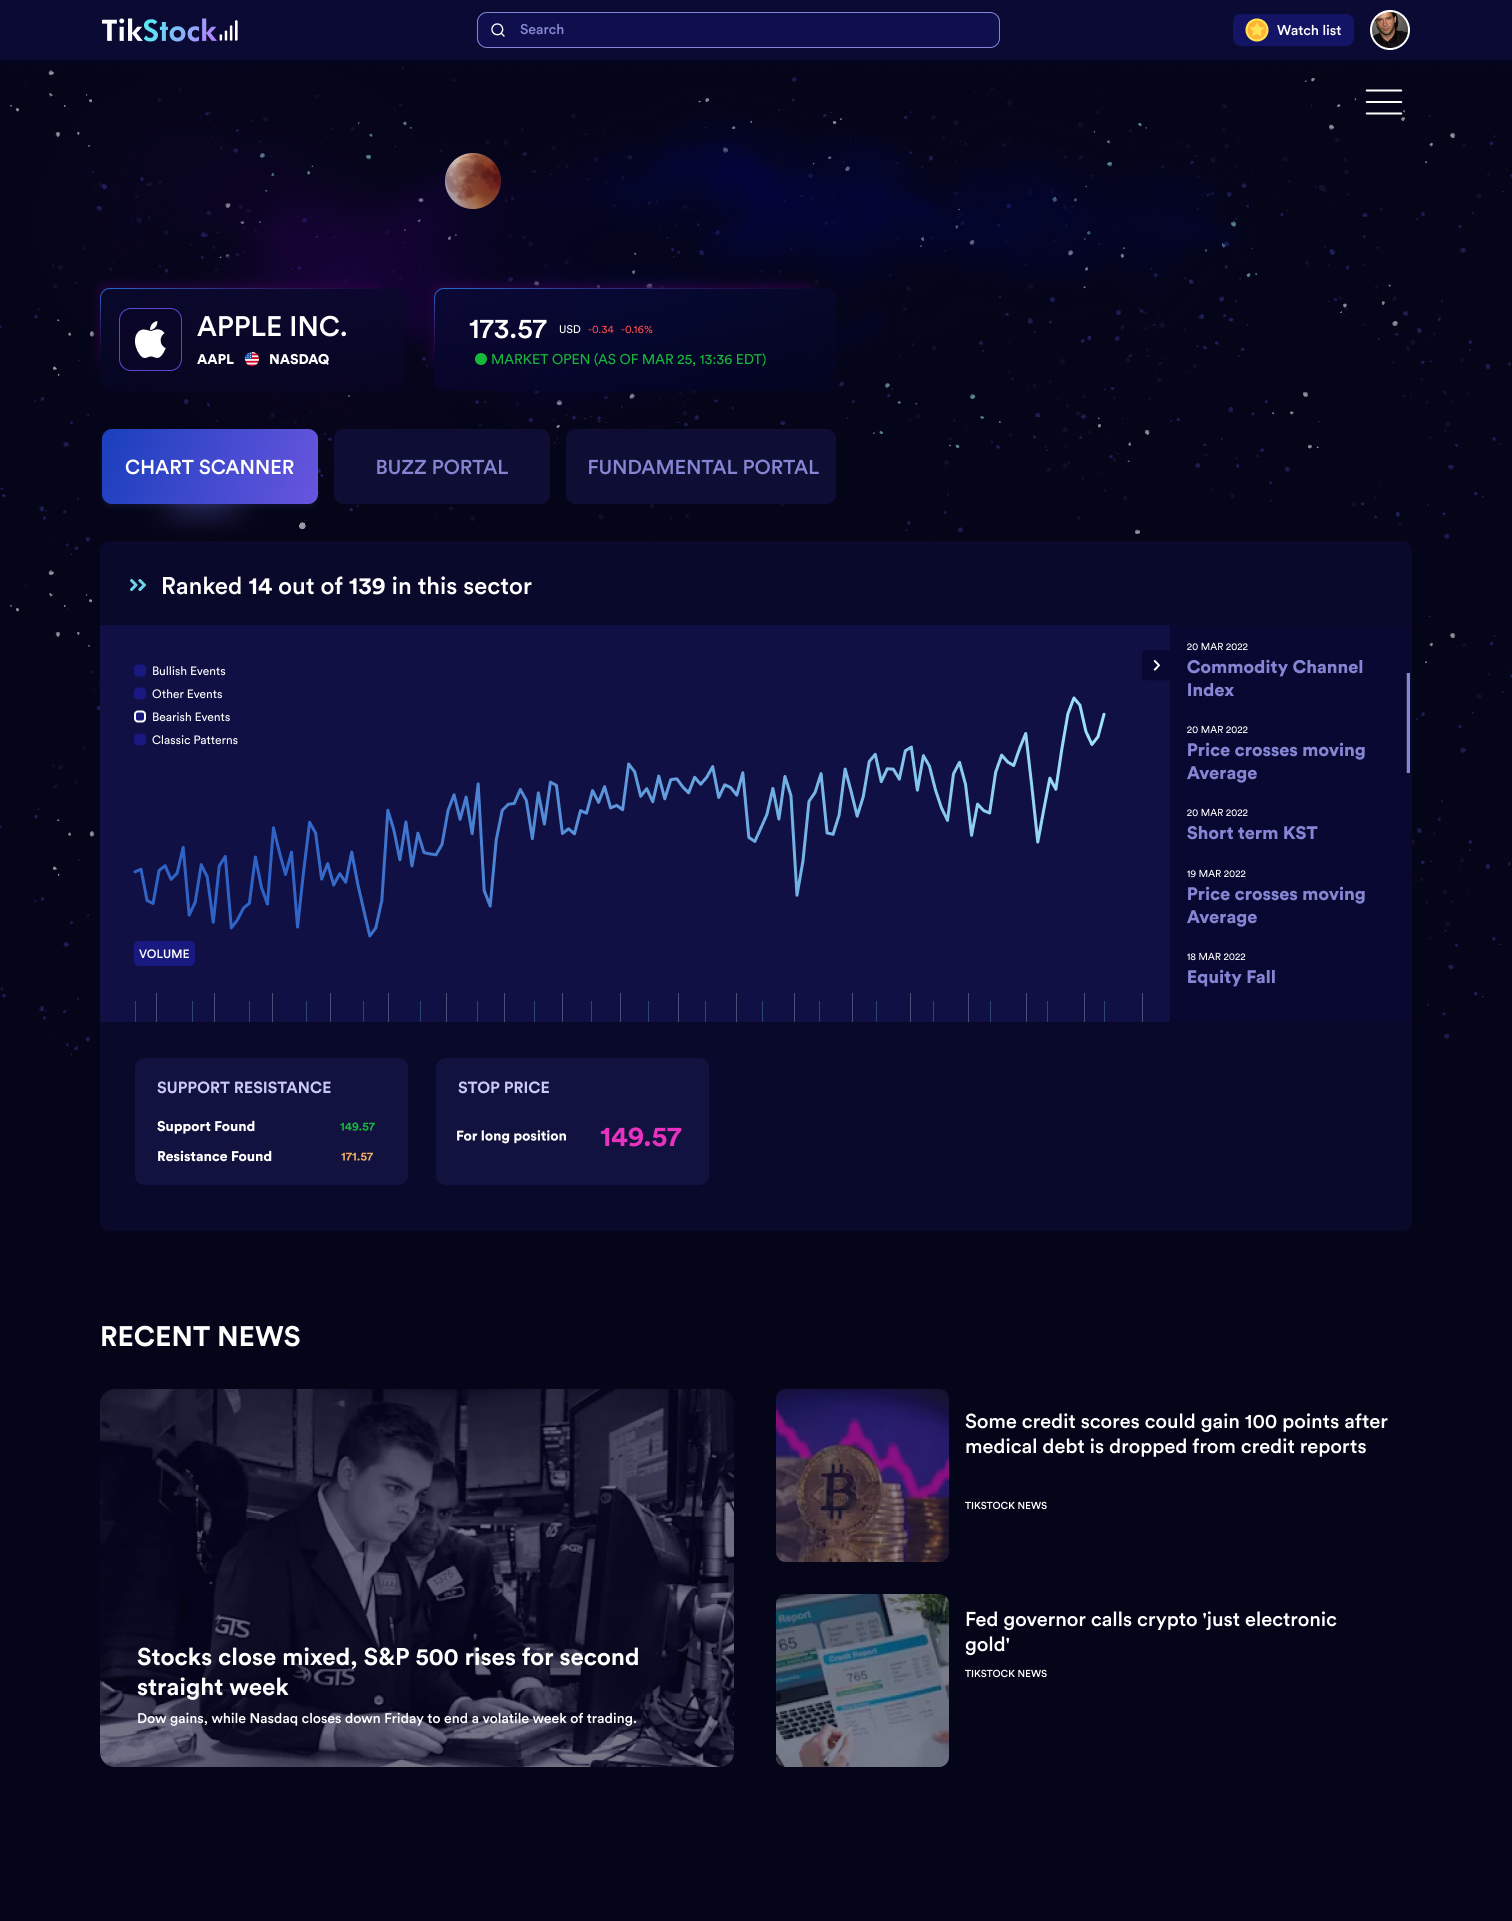 TikStock
Search
Watch list
APPLE INC.
AAPL NASDAQ
173.57 USD -0.34 -0.16%
MARKET OPEN (AS OF MAR 25, 13:36 EDT)
CHART SCANNER
BUZZ PORTAL
FUNDAMENTAL PORTAL
Ranked 14 out of 139 in this sector
Bullish Events
Other Events
Bearish Events
Classic Patterns
VOLUME
20 MAR 2022
Commodity Channel
Index
20 MAR 2022
Price crosses moving
Average
20 MAR 2022
Short term KST
19 MAR 2022
Price crosses moving
Average
18 MAR 2022
Equity Fall
SUPPORT RESISTANCE
Support Found 149.57
Resistance Found 171.57
STOP PRICE
For long position 149.57
RECENT NEWS
GTS
GTS
Stocks close mixed, S&P 500 rises for second
straight week
Dow gains, while Nasdaq closes down Friday to end a volatile week of trading.
Some credit scores could gain 100 points after
medical debt is dropped from credit reports
TIKSTOCK NEWS
Report
65
Credit Report
765
Fed governor calls crypto 'just electronic
gold'
TIKSTOCK NEWS